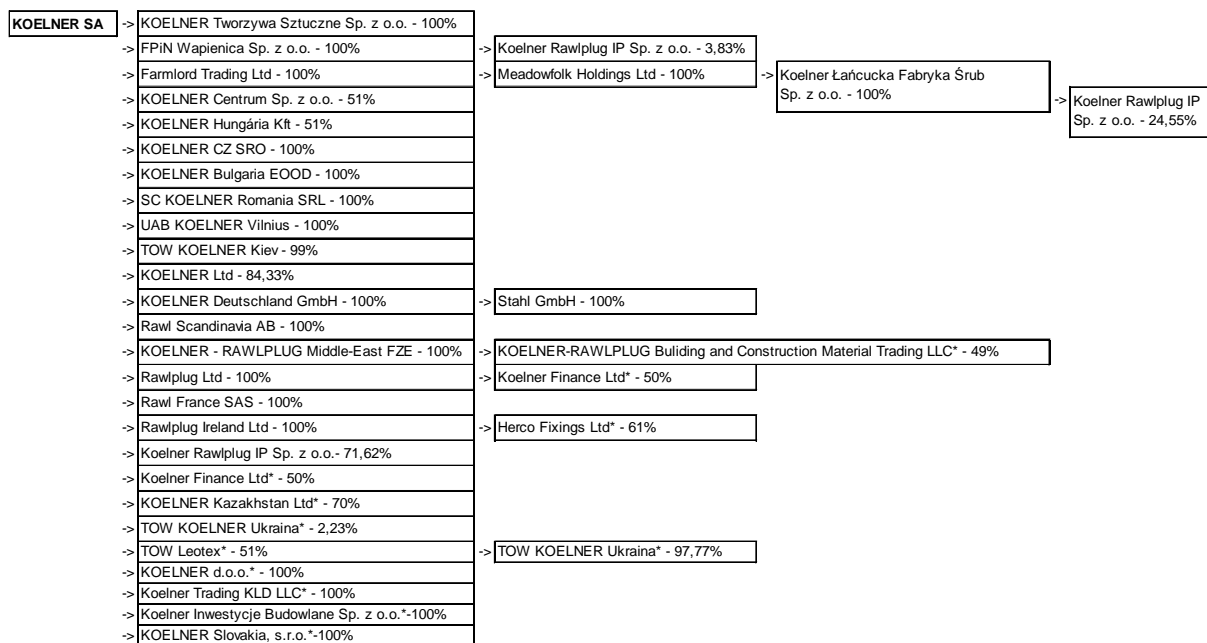 KOELNER SA -> KOELNER Tworzywa Sztuczne Sp. z o.o. - 100%
-> FPiN Wapienica Sp. z o.o. - 100% -> Koelner Rawlplug IP Sp. z o.o. - 3,83%
-> Farmlord Trading Ltd - 100% -> Meadowfolk Holdings Ltd - 100% -> Koelner Łańcucka Fabryka Śrub
Sp. z o.o. - 100%
-> Koelner Rawlplug IP
Sp. z o.o. - 24,55%
-> KOELNER Centrum Sp. z o.o. - 51%
-> KOELNER Hungária Kft - 51%
-> KOELNER CZ SRO - 100%
-> KOELNER Bulgaria EOOD - 100%
-> SC KOELNER Romania SRL - 100%
-> UAB KOELNER Vilnius - 100%
-> TOW KOELNER Kiev - 99%
-> KOELNER Ltd - 84,33%
-> KOELNER Deutschland GmbH - 100% -> Stahl GmbH - 100%
-> Rawl Scandinavia AB - 100%
-> KOELNER - RAWLPLUG Middle-East FZE - 100% -> KOELNER-RAWLPLUG Buliding and Construction Material Trading LLC* - 49%
-> Rawlplug Ltd - 100% -> Koelner Finance Ltd* - 50%
-> Rawl France SAS - 100%
-> Rawlplug Ireland Ltd - 100% -> Herco Fixings Ltd* - 61%
-> Koelner Rawlplug IP Sp. z o.o.- 71,62%
-> Koelner Finance Ltd* - 50%
-> KOELNER Kazakhstan Ltd* - 70%
-> TOW KOELNER Ukraina* - 2,23%
-> TOW Leotex* - 51% -> TOW KOELNER Ukraina* - 97,77%
-> KOELNER d.o.o.* - 100%
-> Koelner Trading KLD LLC* - 100%
-> Koelner Inwestycje Budowlane Sp. z o.o.*-100%
-> KOELNER Slovakia, s.r.o.*-100%